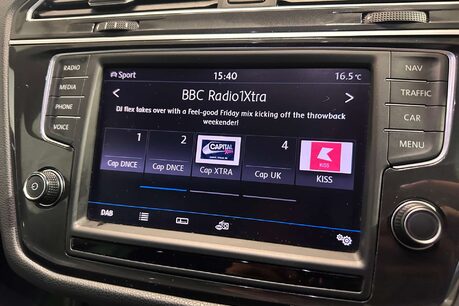 RADIO
MEDIA
PHONE
VOICE
Sport 15:40 16.5°C
BBC Radio1Xtra
DJ flex takes over with a Feel-good Friday mix kicking off the throwback
weekender!
1 2 4
CAPITAL
KISS
Cap DNCE Cap DNCE Cap XTRA Cap UK KISS
DAB
NAV
TRAFFIC
CAR
MENU